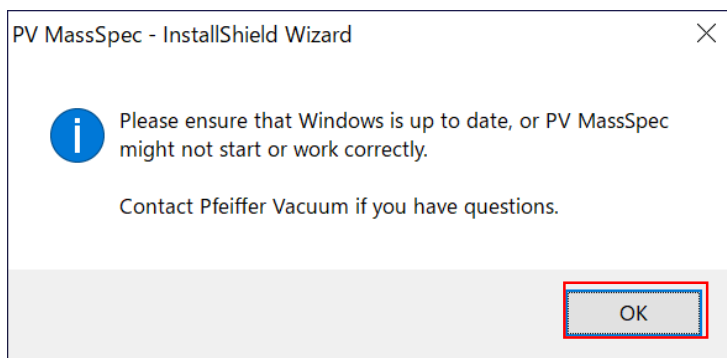 PV MassSpec - InstallShield Wizard
Please ensure that Windows is up to date, or PV MassSpec
might not start or work correctly.
Contact Pfeiffer Vacuum if you have questions.
OK